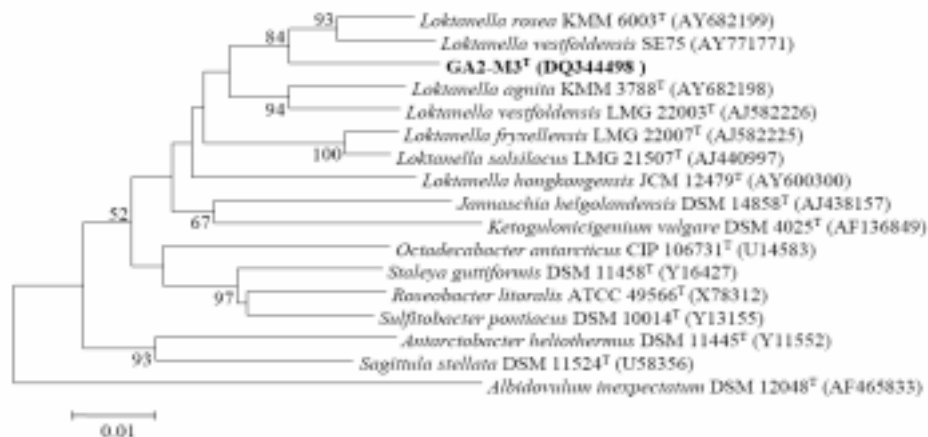 93
Loktanella rosea KMM 6003ᵀ (AY682199)
84
Loktanella vestfoldensis SE75 (AY771771)
GA2-M3ᵀ (DQ344498 )
Loktanella agnita KMM 3788ᵀ (AY682198)
94
Loktanella vestfoldensis LMG 22003ᵀ (AJ582226)
Loktanella fryxellensis LMG 22007ᵀ (AJ582225)
100
Loktanella salsilacus LMG 21507ᵀ (AJ440997)
Loktanella hongkongensis JCM 12479ᵀ (AY600300)
Jannaschia helgolandensis DSM 14858ᵀ (AJ438157)
52
67
Ketogulonicigenium vulgare DSM 4025ᵀ (AF136849)
Octadecabacter antarcticus CIP 106731ᵀ (U14583)
Staleya guttiformis DSM 11458ᵀ (Y16427)
97
Roseobacter litoralis ATCC 49566ᵀ (X78312)
Sulfitobacter pontiacus DSM 10014ᵀ (Y13155)
Antarctobacter heliothermus DSM 11445ᵀ (Y11552)
93
Sagittula stellata DSM 11524ᵀ (U58356)
Albidovulum inexpectatum DSM 12048ᵀ (AF465833)
0.01